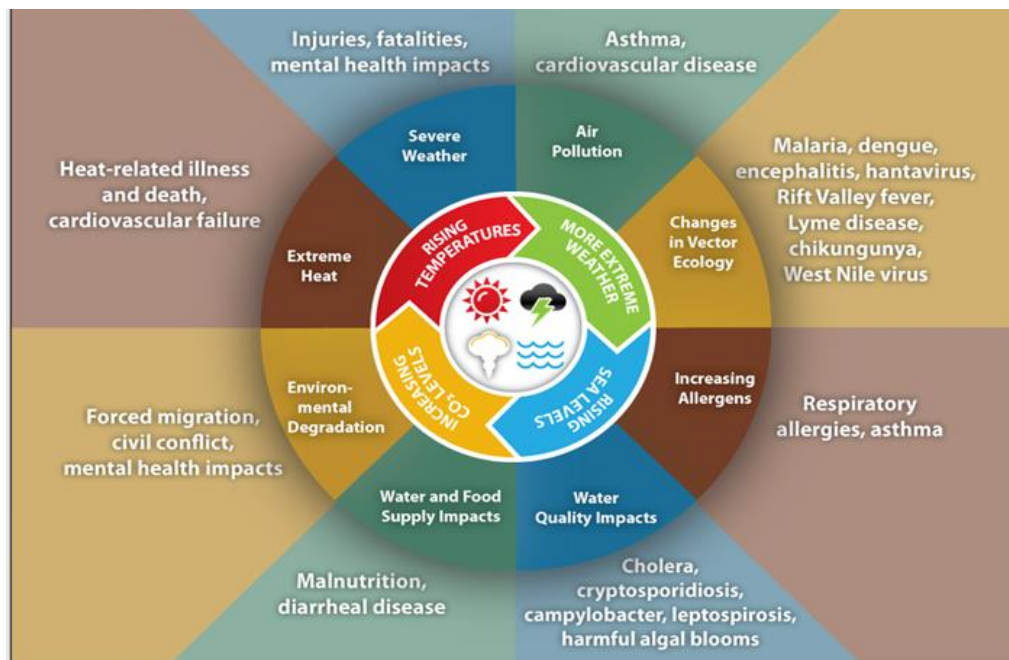 Injuries, fatalities,
mental health impacts
Asthma,
cardiovascular disease
Severe
Weather
Air
Pollution
Heat-related illness
and death,
cardiovascular failure
Malaria, dengue,
encephalitis, hantavirus,
Rift Valley fever,
Lyme disease,
chikungunya,
West Nile virus
Extreme
Heat
RISING
TEMPERATURES
MORE EXTREME
WEATHER
Changes
in Vector
Ecology
Forced migration,
civil conflict,
mental health impacts
Environ-
mental
Degradation
INCREASING
CO₂ LEVELS
RISING
SEA LEVELS
Increasing
Allergens
Respiratory
allergies, asthma
Water and Food
Supply Impacts
Water
Quality Impacts
Malnutrition,
diarrheal disease
Cholera,
cryptosporidiosis,
campylobacter, leptospirosis,
harmful algal blooms